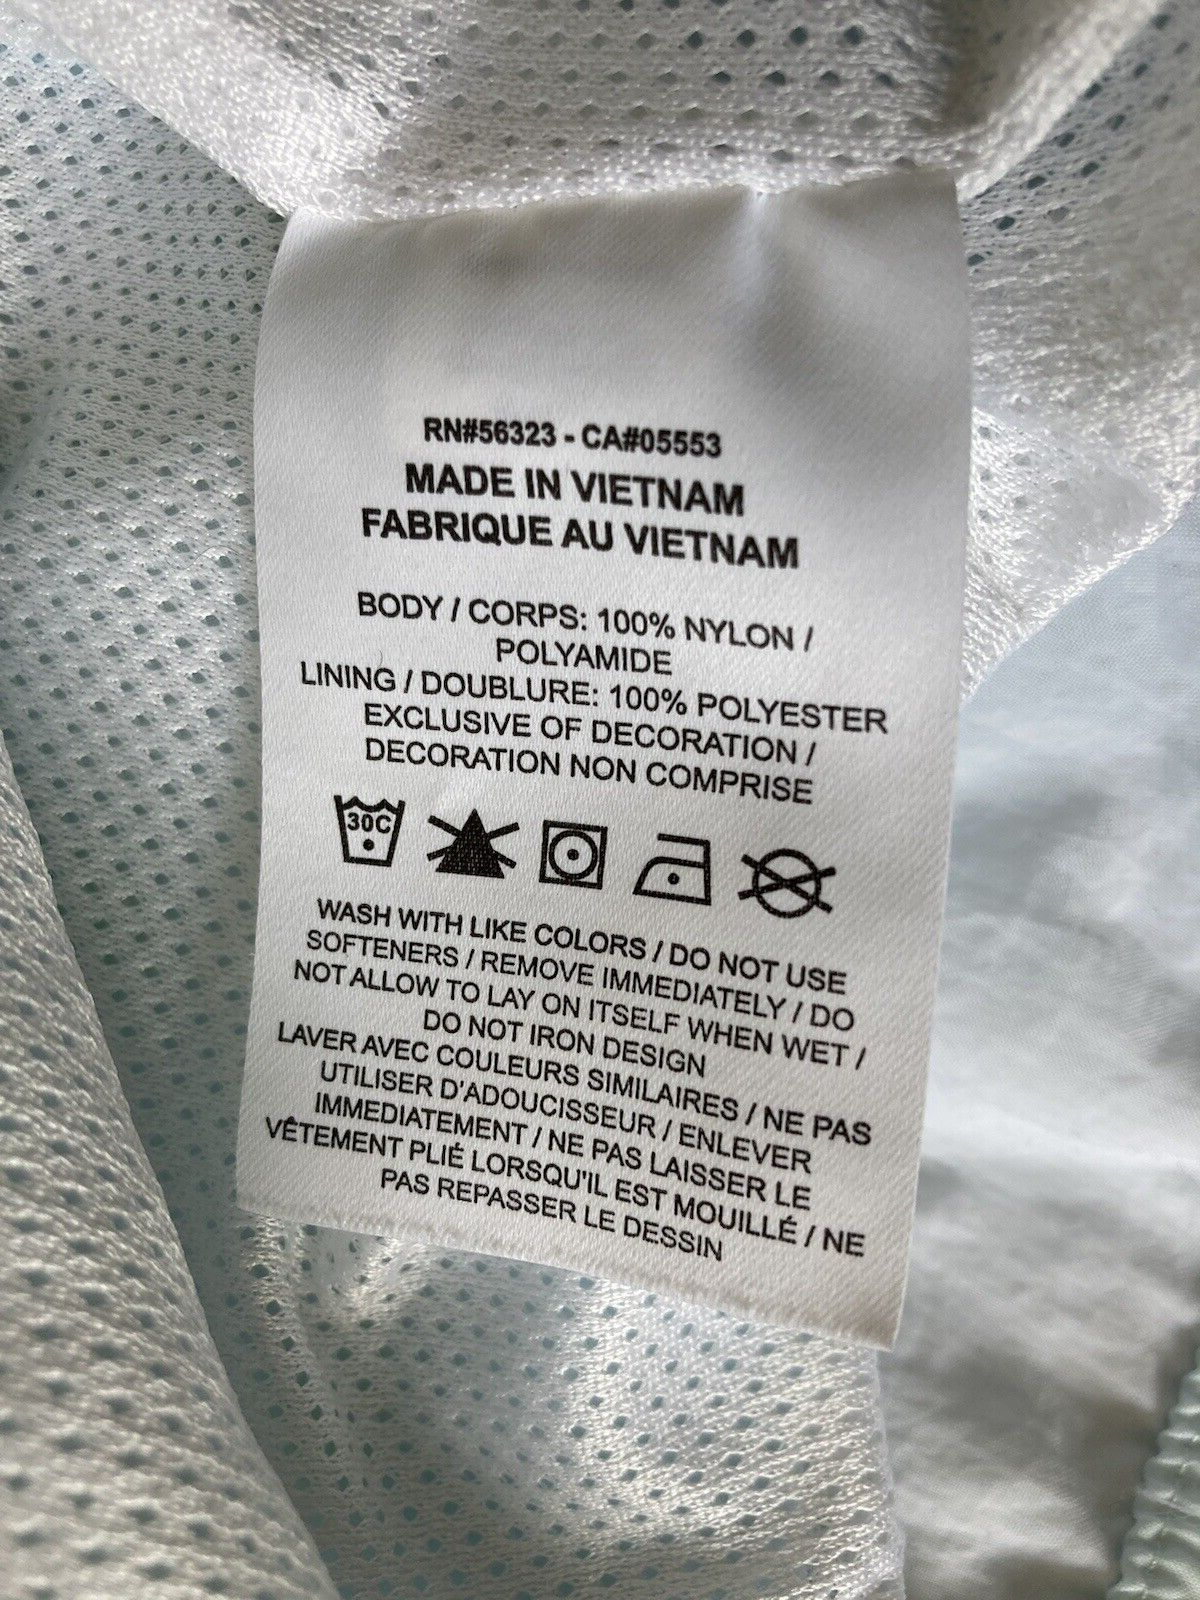 RN#56323 - CA#05553
MADE IN VIETNAM
FABRIQUE AU VIETNAM
BODY / CORPS: 100% NYLON /
POLYAMIDE
LINING / DOUBLURE: 100% POLYESTER
EXCLUSIVE OF DECORATION /
DECORATION NON COMPRISE
30C
WASH WITH LIKE COLORS / DO NOT USE
SOFTENERS / REMOVE IMMEDIATELY / DO
NOT ALLOW TO LAY ON ITSELF WHEN WET /
DO NOT IRON DESIGN
LAVER AVEC COULEURS SIMILAIRES / NE PAS
UTILISER D'ADOUCISSEUR / ENLEVER
IMMEDIATEMENT / NE PAS LAISSER LE
VÊTEMENT PLIÉ LORSQU'IL EST MOUILLÉ / NE
PAS REPASSER LE DESSIN